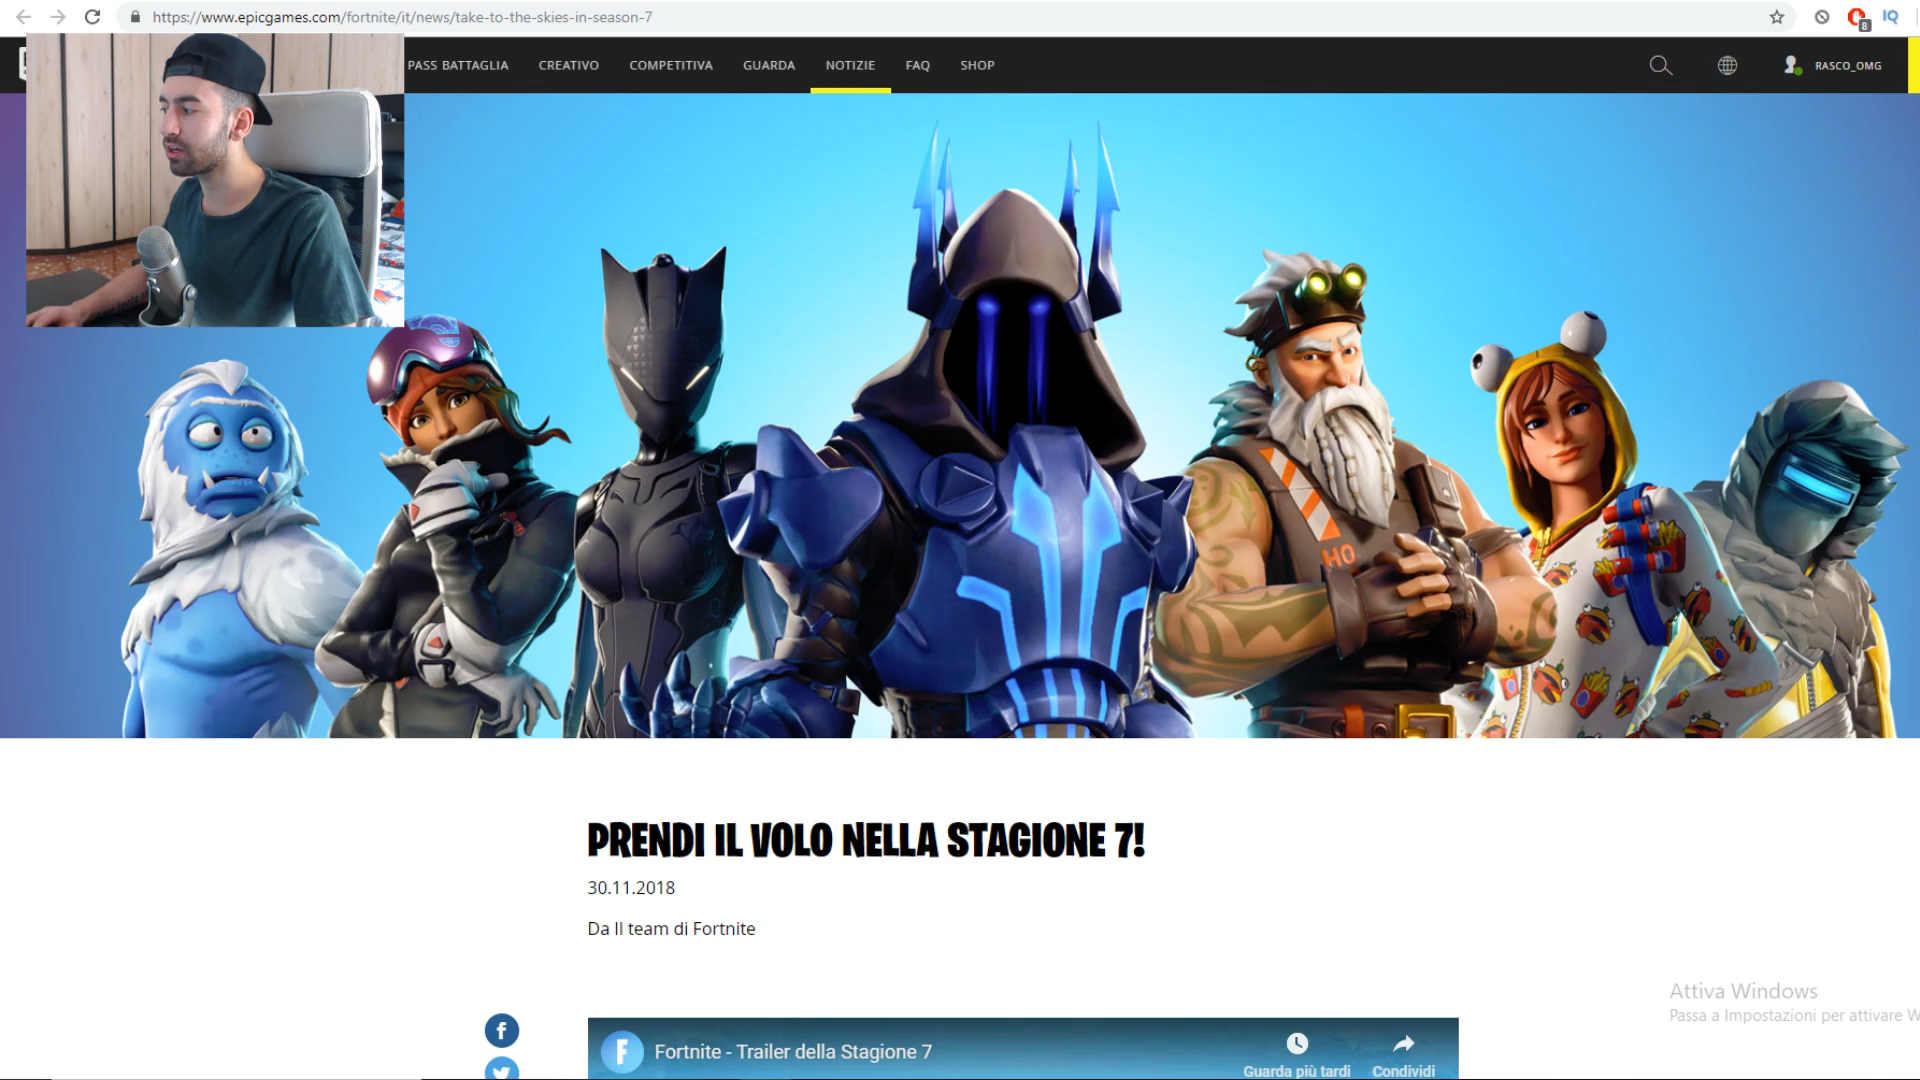 https://www.epicgames.com/fortnite/it/news/take-to-the-skies-in-season-7
8
IQ
PASS BATTAGLIA CREATIVO COMPETITIVA GUARDA NOTIZIE FAQ SHOP
RASCO_OMG
HO
PRENDI IL VOLO NELLA STAGIONE 7!
30.11.2018
Da Il team di Fortnite
Attiva Windows
Passa a Impostazioni per attivare W
Fortnite - Trailer della Stagione 7
Guarda più tardi
Condividi